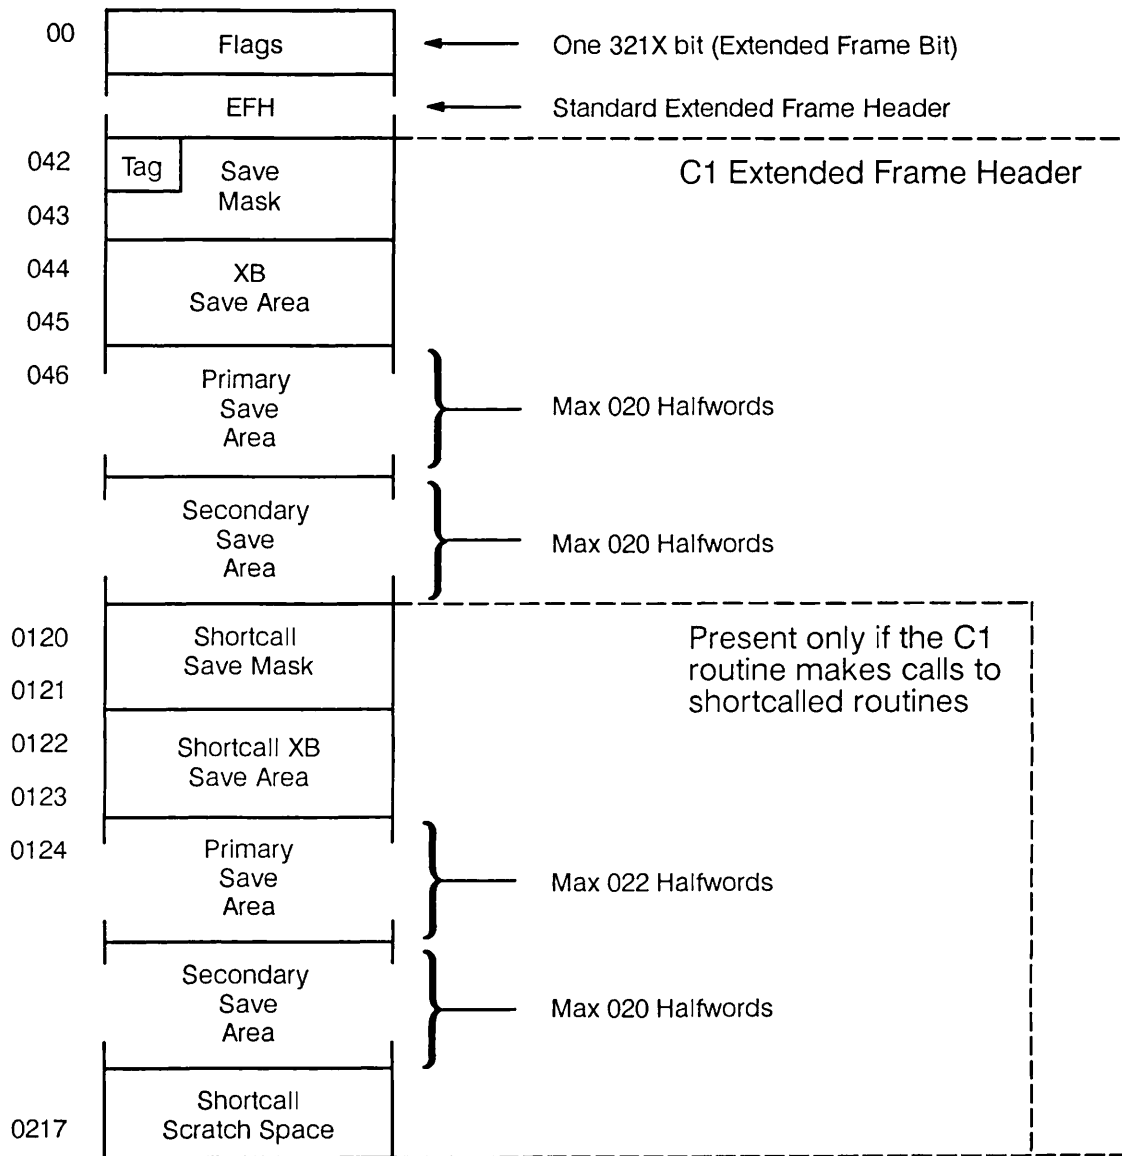 00
Flags
One 321X bit (Extended Frame Bit)
EFH
Standard Extended Frame Header
042
Tag
Save
Mask
C1 Extended Frame Header
043
044
XB
Save Area
045
046
Primary
Save
Area
Max 020 Halfwords
Secondary
Save
Area
Max 020 Halfwords
0120
Shortcall
Save Mask
0121
Present only if the C1
routine makes calls to
shortcalled routines
0122
Shortcall XB
Save Area
0123
0124
Primary
Save
Area
Max 022 Halfwords
Secondary
Save
Area
Max 020 Halfwords
Shortcall
Scratch Space
0217